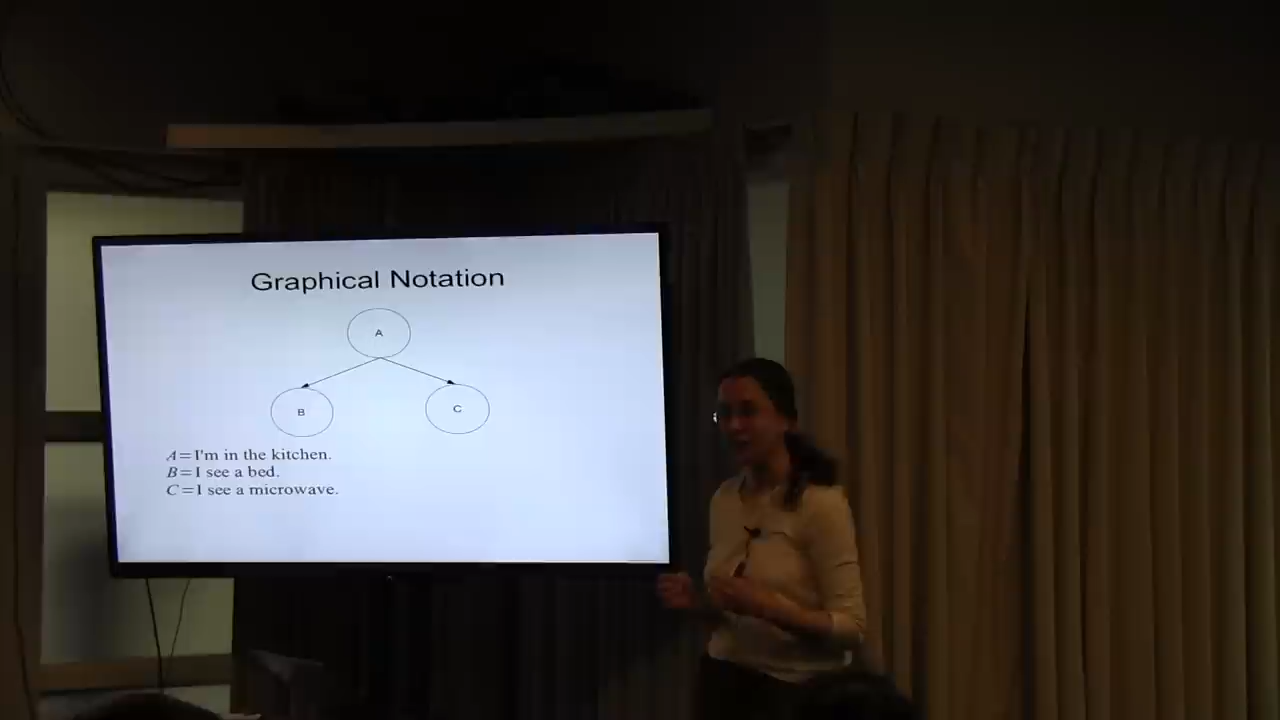 Graphical Notation
A
B
C
A=I'm in the kitchen.
B=I see a bed.
C=I see a microwave.